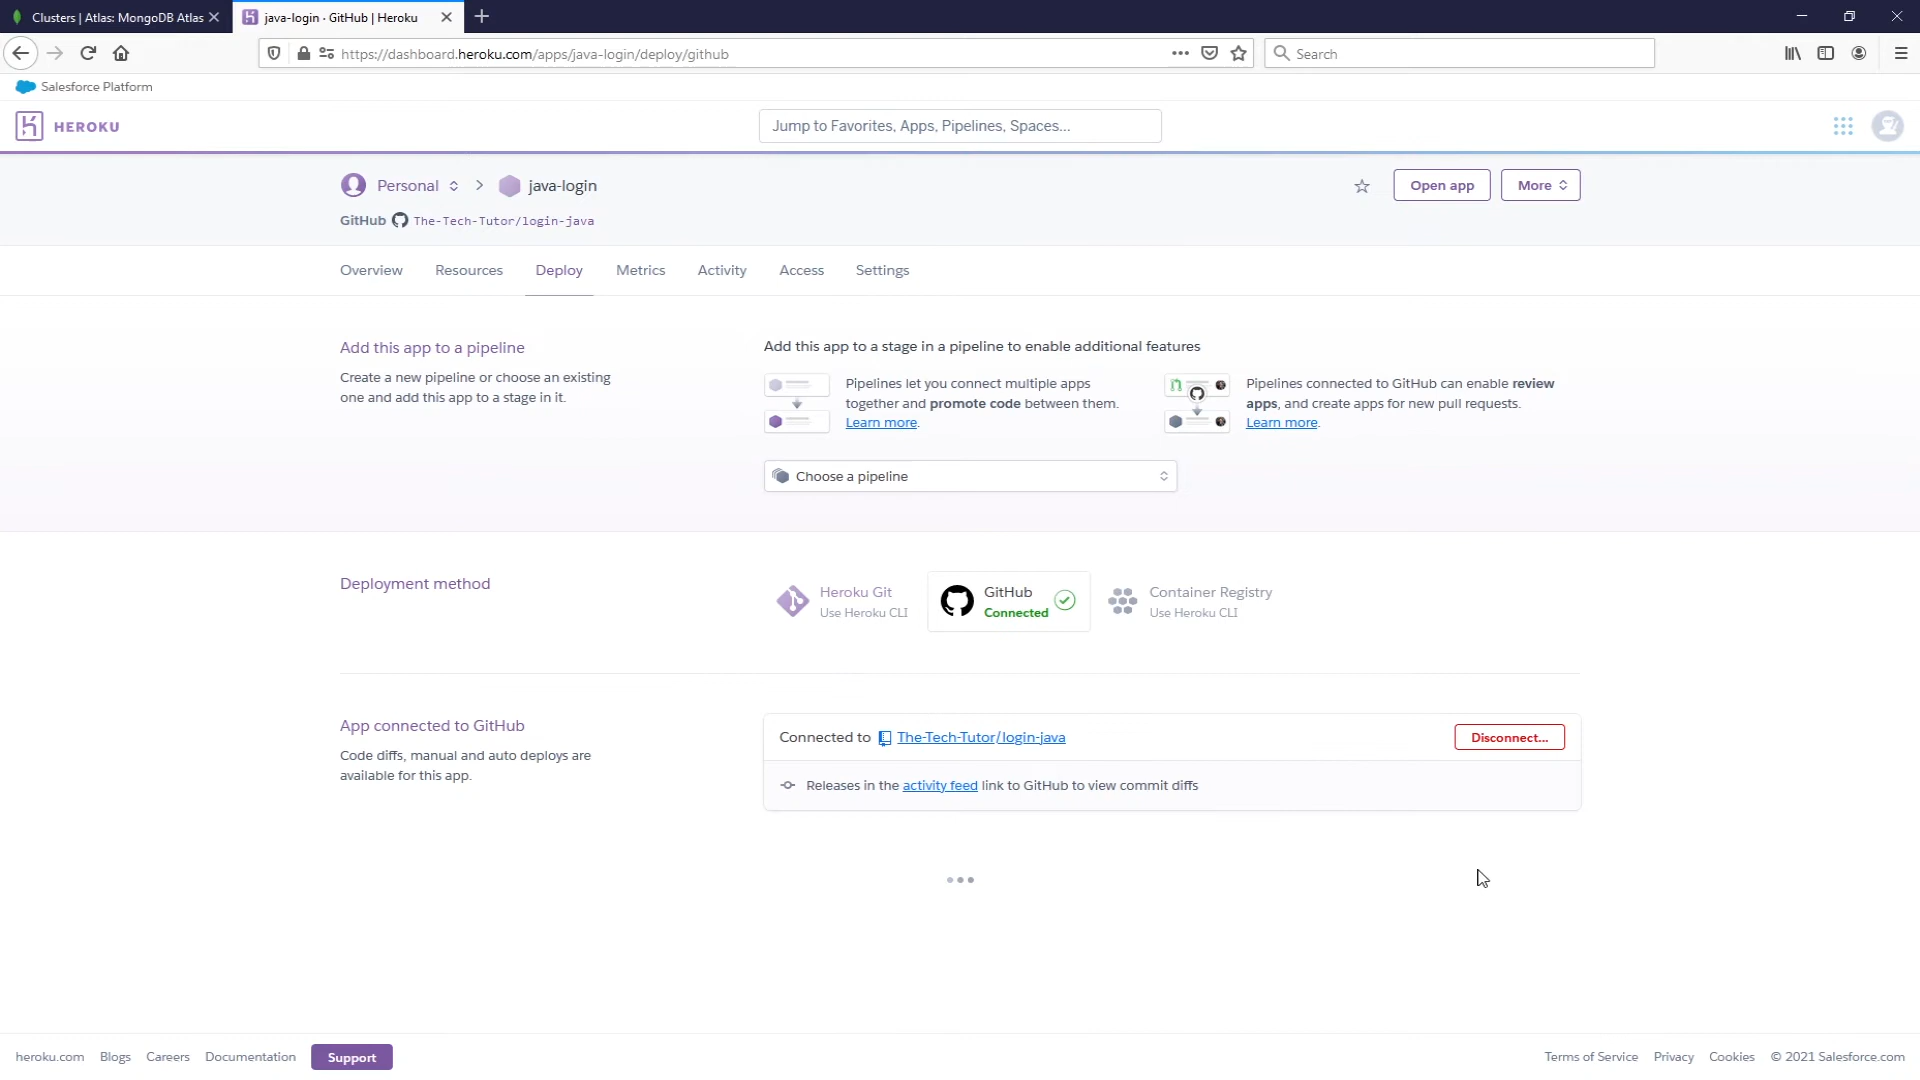 Clusters | Atlas: MongoDB Atlas
java-login · GitHub | Heroku
https://dashboard.heroku.com/apps/java-login/deploy/github
Search
Salesforce Platform
HEROKU
Jump to Favorites, Apps, Pipelines, Spaces...
Personal > java-login
Open app
More
GitHub The-Tech-Tutor/login-java
Overview Resources Deploy Metrics Activity Access Settings
Add this app to a pipeline
Create a new pipeline or choose an existing
one and add this app to a stage in it.
Add this app to a stage in a pipeline to enable additional features
Pipelines let you connect multiple apps
together and promote code between them.
Learn more.
Pipelines connected to GitHub can enable review
apps, and create apps for new pull requests.
Learn more.
Choose a pipeline
Deployment method
Heroku Git
Use Heroku CLI
GitHub
Connected
Container Registry
Use Heroku CLI
App connected to GitHub
Code diffs, manual and auto deploys are
available for this app.
Connected to The-Tech-Tutor/login-java
Disconnect...
Releases in the activity feed link to GitHub to view commit diffs
heroku.com Blogs Careers Documentation Support
Terms of Service Privacy Cookies © 2021 Salesforce.com